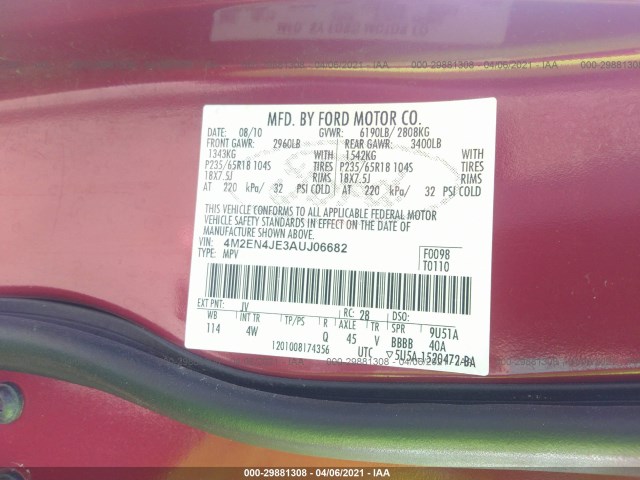 000-29881308 / 04/06/2021 - IAA
MFD. BY FORD MOTOR CO.
DATE: 08/10 GVWR: 6190LB/ 2808KG
FRONT GAWR: 2960LB REAR GAWR: 3400LB
1343KG WITH 1542KG WITH
P235/65R18 104S TIRES P235/65R18 104S TIRES
18X7.5J RIMS 18X7.5J RIMS
AT 220 kPa/ 32 PSI COLD AT 220 kPa/ 32 PSI COLD
THIS VEHICLE CONFORMS TO ALL APPLICABLE FEDERAL MOTOR
VEHICLE SAFETY STANDARDS IN EFFECT ON THE DATE OF
MANUFACTURE SHOWN ABOVE.
VIN: 4M2EN4JE3AUJ06682 F0098
TYPE: MPV T0110
EXT PNT: JV RC: 28 DSO:
WB INT TR TP/PS R AXLE TR SPR 9U51A
114 4W Q 45 V BBBB 40A
1201008174356 UTC ▽5U5A-1520472-BA
000-29881308 / 04/06/2021 - IAA
000-29881308 / 04/06/2021 - IAA